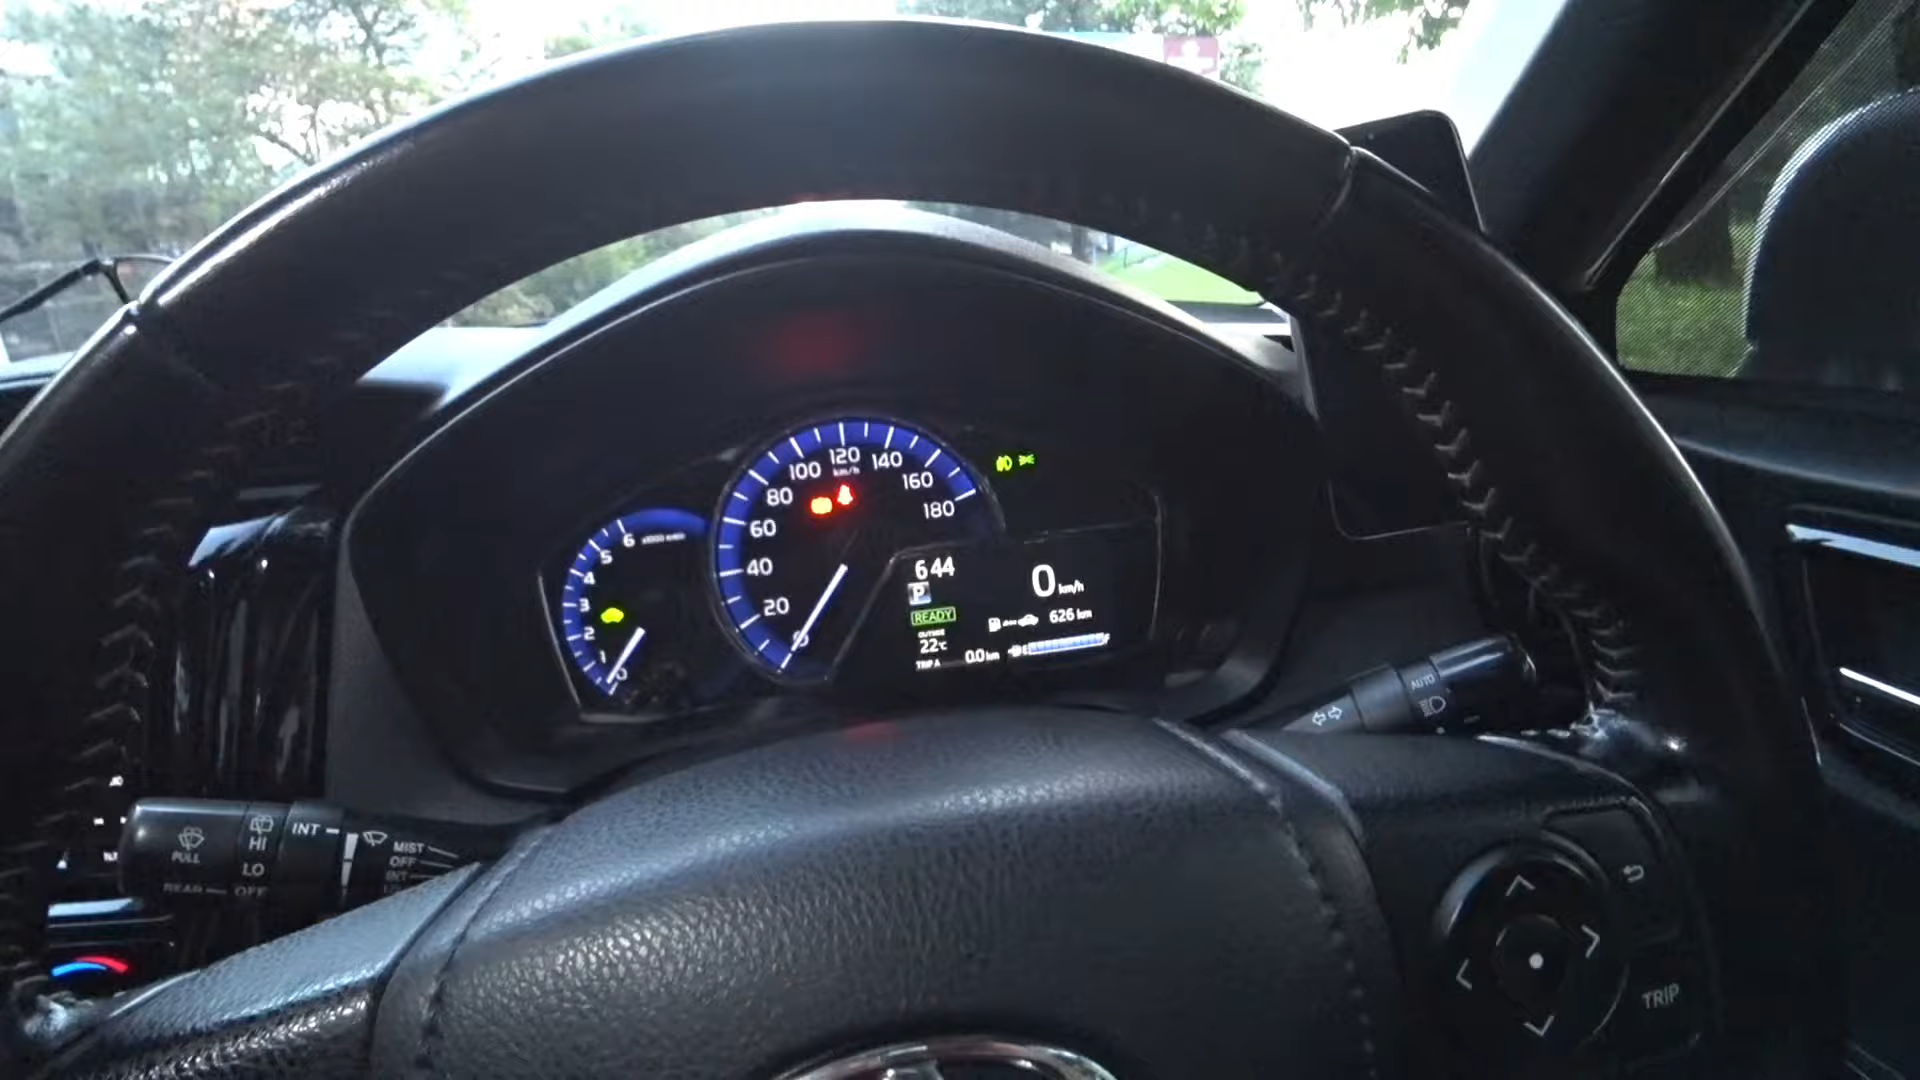 100 120 140
km/h
80 160
60 180
40
20
0
6
5
4
3
2
1
0
6:44
P
READY
OUTSIDE
22°C
TRIP A 0.0 km
0 km/h
626 km
E F
AUTO
PULL
HI
LO
REAR OFF
INT
MIST
OFF
INT
TRIP